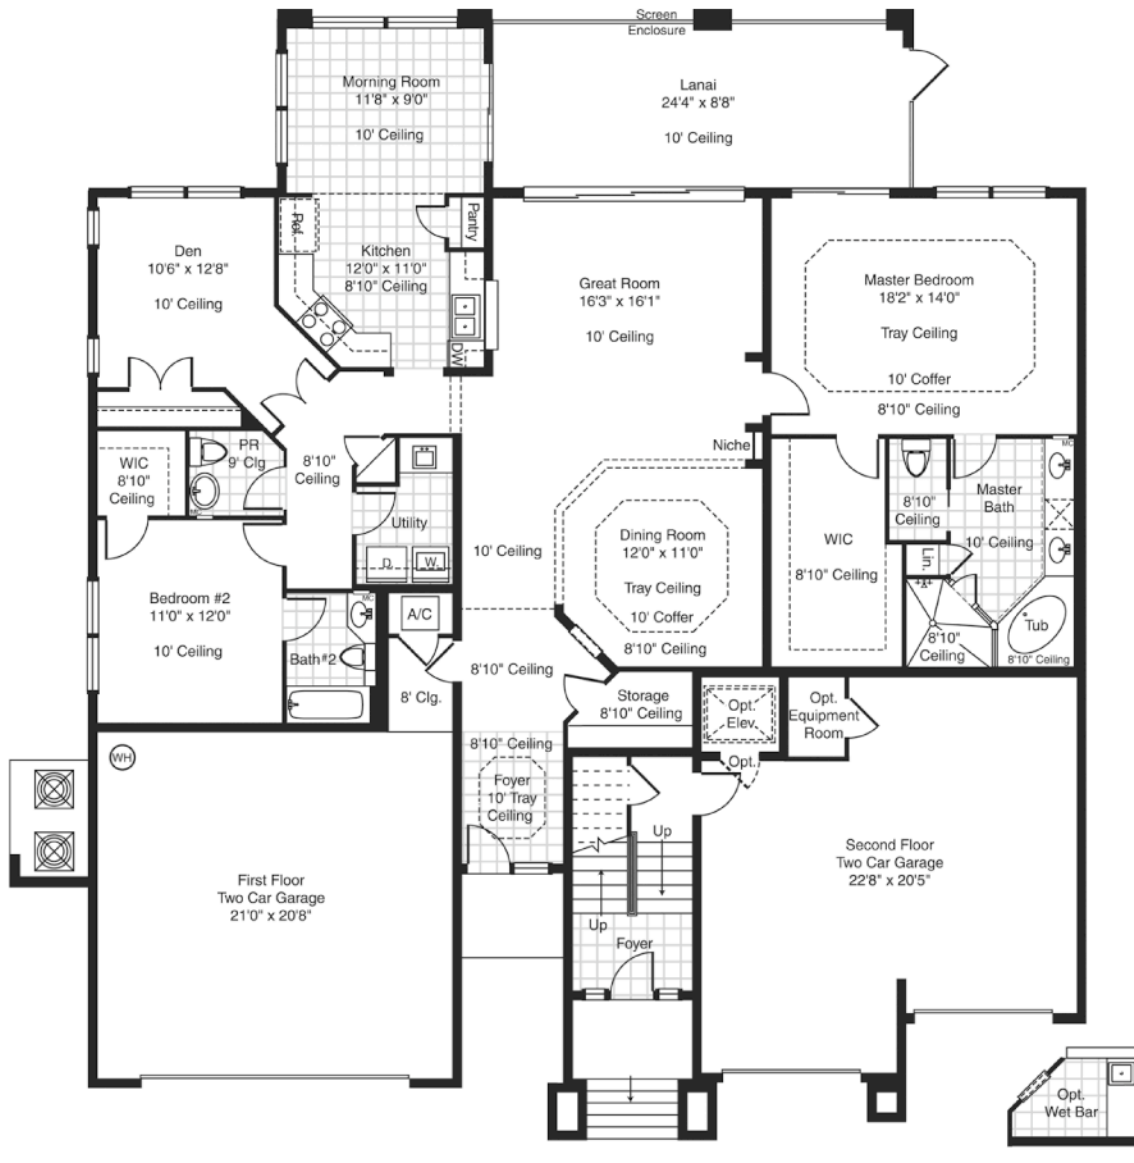 Screen
Enclosure
Morning Room
11'8" x 9'0"
10' Ceiling
Lanai
24'4" x 8'8"
10' Ceiling
Ref.
Pantry
Den
10'6" x 12'8"
10' Ceiling
Kitchen
12'0" x 11'0"
8'10" Ceiling
DW
Great Room
16'3" x 16'1"
10' Ceiling
Master Bedroom
18'2" x 14'0"
Tray Ceiling
10' Coffer
8'10" Ceiling
Niche
WIC
8'10"
Ceiling
PR
9' Clg
MC
8'10"
Ceiling
Utility
D.
W.
10' Ceiling
Dining Room
12'0" x 11'0"
Tray Ceiling
10' Coffer
8'10" Ceiling
WIC
8'10" Ceiling
8'10"
Ceiling
MC
Master
Bath
10' Ceiling
Lin.
8'10"
Ceiling
Tub
8'10" Ceiling
Bedroom #2
11'0" x 12'0"
10' Ceiling
MC
Bath#2
A/C
8' Clg.
8'10" Ceiling
Storage
8'10" Ceiling
Opt.
Elev.
Opt.
Opt.
Equipment
Room
8'10" Ceiling
Foyer
10' Tray
Ceiling
WH
First Floor
Two Car Garage
21'0" x 20'8"
Up
Up
Foyer
Second Floor
Two Car Garage
22'8" x 20'5"
Opt.
Wet Bar